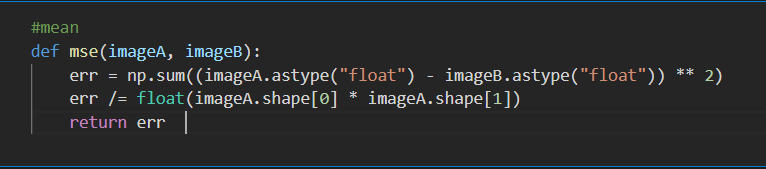 #mean
def mse(imageA, imageB):
    err = np.sum((imageA.astype("float") - imageB.astype("float")) ** 2)
    err /= float(imageA.shape[0] * imageA.shape[1])
    return err